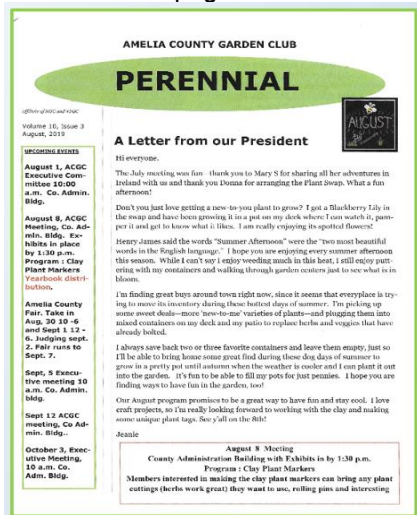 AMELIA COUNTY GARDEN CLUB
PERENNIAL
Volume 16, Issue 3
August, 2019
AUGUST
UPCOMING EVENTS
August 1, ACGC
Executive Com-
mittee 10:00
a.m. Co. Admin.
Bldg.
August 8, ACGC
Meeting, Co. Ad-
min. Bldg. Ex-
hibits in place
by 1:30 p.m.
Program : Clay
Plant Markers
Yearbook distri-
bution.
Amelia County
Fair. Take in
Aug, 30 10 -6
and Sept 1 12 -
6. Judging sept.
2. Fair runs to
Sept. 7.
Sept, 5 Execu-
tive meeting 10
a.m. Co. Admin.
bldg.
Sept 12 ACGC
meeting, Co Ad-
min. Bldg..
October 3, Exec-
utive Meeting,
10 a.m. Co.
Adm. Bldg.
A Letter from our President
Hi everyone.
The July meeting was fun—thank you to Mary S for sharing all her adventures in
Ireland with us and thank you Donna for arranging the Plant Swap. What a fun
afternoon!
Don't you just love getting a new-to-you plant to grow? I got a Blackberry Lily in
the swap and have been growing it in a pot on my deck where I can watch it, pam-
per it and get to know what it likes. I am really enjoying its spotted flowers!
Henry James said the words "Summer Afternoon" were the "two most beautiful
words in the English language." I hope you are enjoying every summer afternoon
this season. While I can't say i enjoy weeding much in this heat, I still enjoy putt-
ering with my containers and walking through garden centers just to see what is in
bloom.
I'm finding great buys around town right now, since it seems that everyplace is try-
ing to move its inventory during these hottest days of summer. I'm picking up
some sweet deals—more 'new-to-me' varieties of plants—and plugging them into
mixed containers on my deck and my patio to replace herbs and veggies that have
already bolted.
I always save back two or three favorite containers and leave them empty, just so
I'll be able to bring home some great find during these dog days of summer to
grow in a pretty pot until autumn when the weather is cooler and I can plant it out
into the garden. It's fun to be able to fill my pots for just pennies. I hope you are
finding ways to have fun in the garden, too!
Our August program promises to be a great way to have fun and stay cool. I love
craft projects, so I'm really looking forward to working with the clay and making
some unique plant tags. See y'all on the 8th!
Jeanie
August 8 Meeting
County Administration Building with Exhibits in by 1:30 p.m.
Program : Clay Plant Markers
Members interested in making the clay plant markers can bring any plant
cuttings (herbs work great) they want to use, rolling pins and interesting